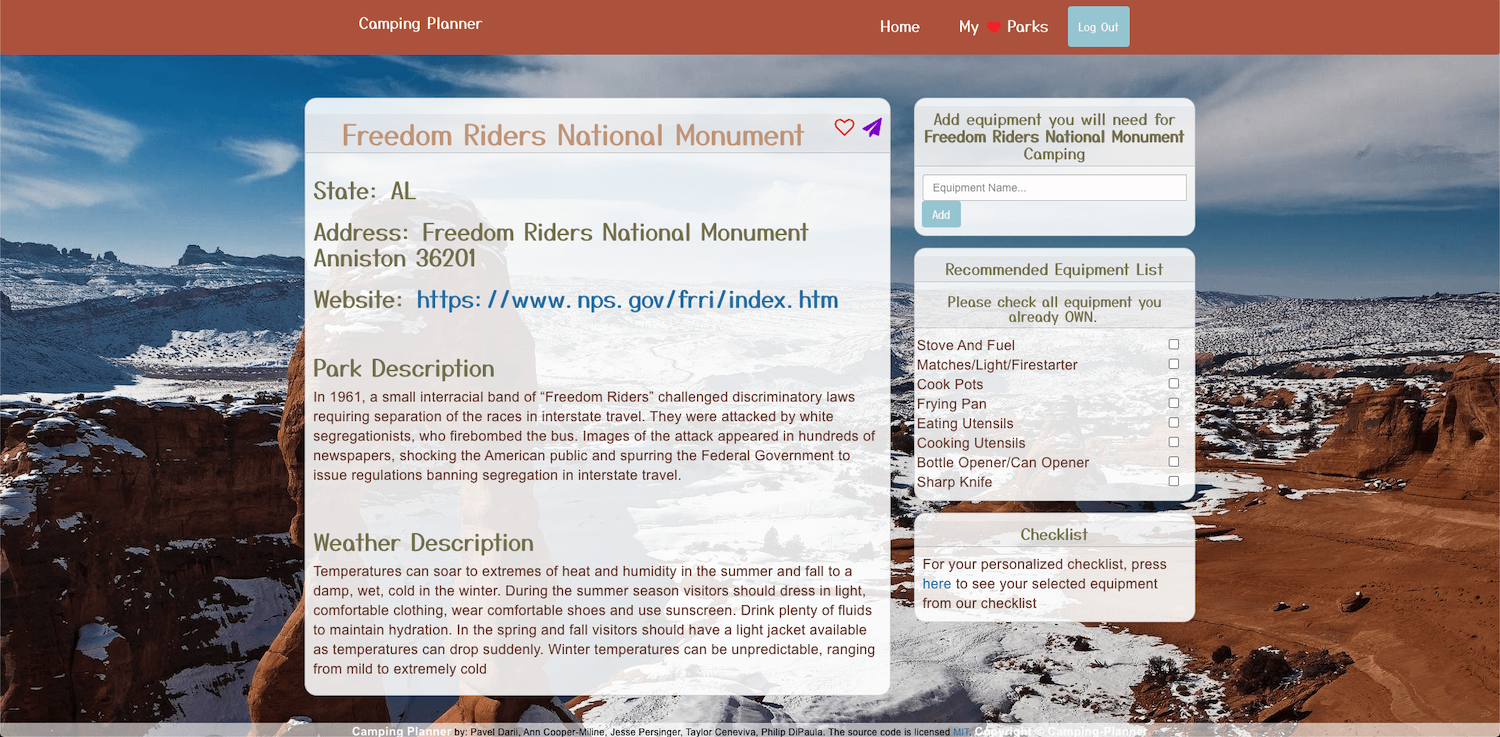 Camping Planner
Home
My Parks
Log Out
Freedom Riders National Monument
State: AL
Address: Freedom Riders National Monument
Anniston 36201
Website: https://www.nps.gov/frri/index.htm
Park Description
In 1961, a small interracial band of “Freedom Riders” challenged discriminatory laws
requiring separation of the races in interstate travel. They were attacked by white
segregationists, who firebombed the bus. Images of the attack appeared in hundreds of
newspapers, shocking the American public and spurring the Federal Government to
issue regulations banning segregation in interstate travel.
Weather Description
Temperatures can soar to extremes of heat and humidity in the summer and fall to a
damp, wet, cold in the winter. During the summer season visitors should dress in light,
comfortable clothing, wear comfortable shoes and use sunscreen. Drink plenty of fluids
to maintain hydration. In the spring and fall visitors should have a light jacket available
as temperatures can drop suddenly. Winter temperatures can be unpredictable, ranging
from mild to extremely cold
Add equipment you will need for
Freedom Riders National Monument
Camping
Equipment Name...
Add
Recommended Equipment List
Please check all equipment you
already OWN.
Stove And Fuel
Matches/Light/Firestarter
Cook Pots
Frying Pan
Eating Utensils
Cooking Utensils
Bottle Opener/Can Opener
Sharp Knife
Checklist
For your personalized checklist, press
here to see your selected equipment
from our checklist
Camping Planner by: Pavel Darii, Ann Cooper-Miline, Jesse Persinger, Taylor Ceneviva, Philip DiPaula. The source code is licensed MIT. Copyright © Camping-Planner